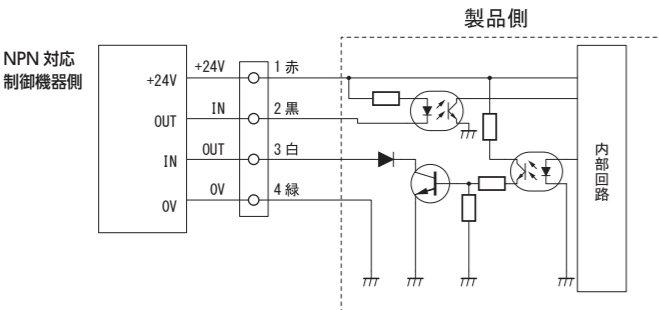 製品側
NPN 対応
制御機器側
+24V
OUT
IN
0V
+24V
IN
OUT
0V
1 赤
2 黒
3 白
4 緑
内部回路